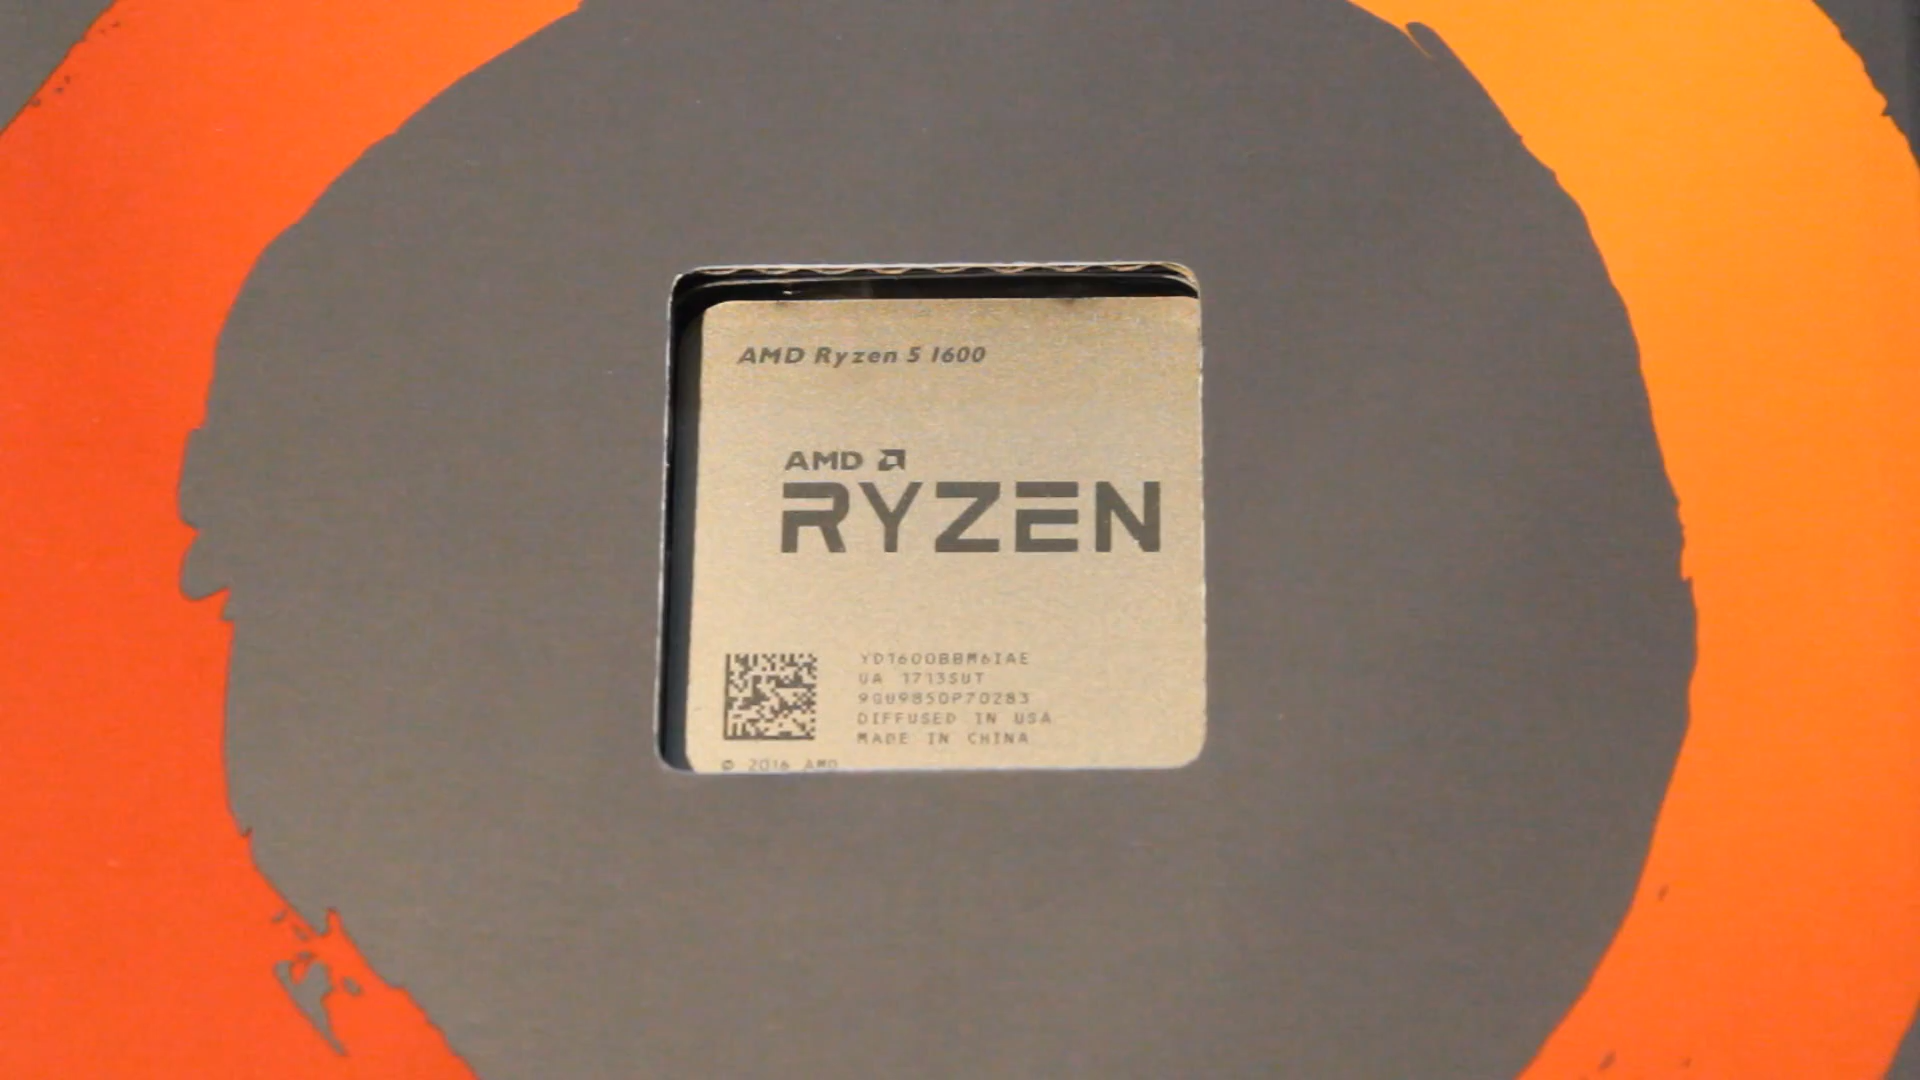 AMD Ryzen 5 1600
AMD
RYZEN
YD1600BBM6IAE
UA 1713SUT
9GU9850P70283
DIFFUSED IN USA
MADE IN CHINA
© 2016 AMD